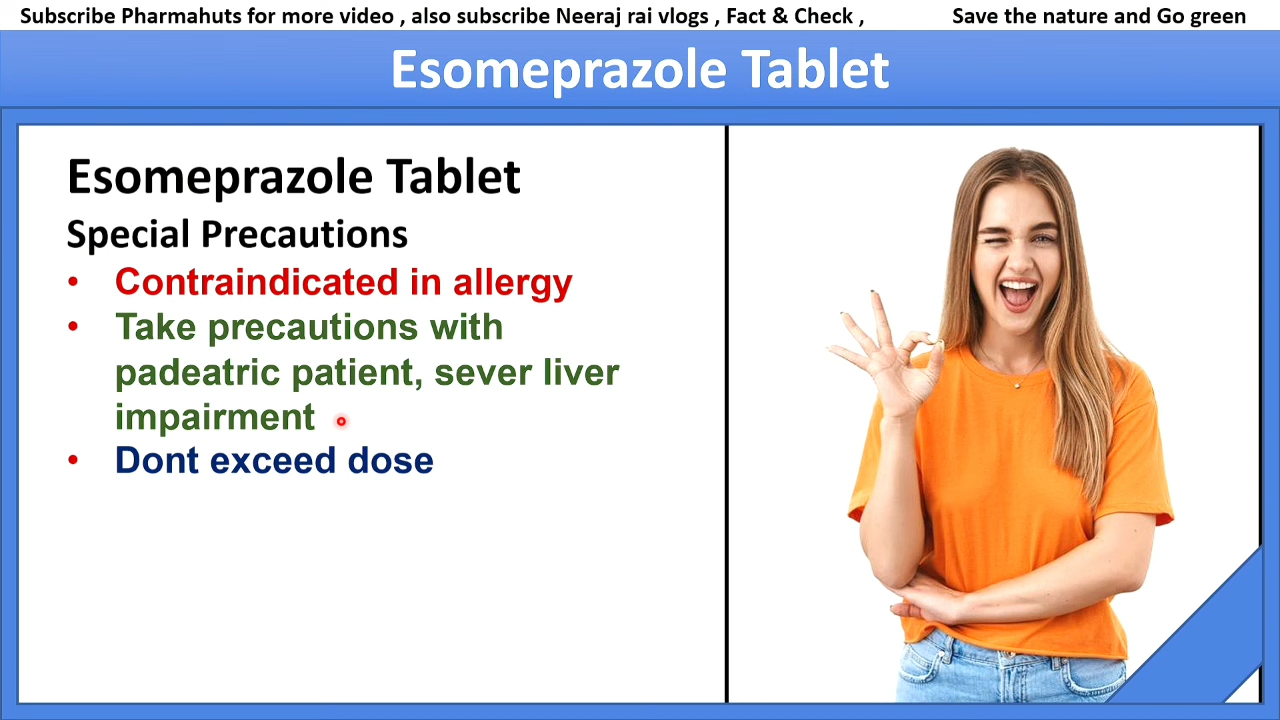 Subscribe Pharmahuts for more video , also subscribe Neeraj rai vlogs , Fact & Check , Save the nature and Go green
Esomeprazole Tablet
Esomeprazole Tablet
Special Precautions
• Contraindicated in allergy
• Take precautions with
padeatric patient, sever liver
impairment
• Dont exceed dose